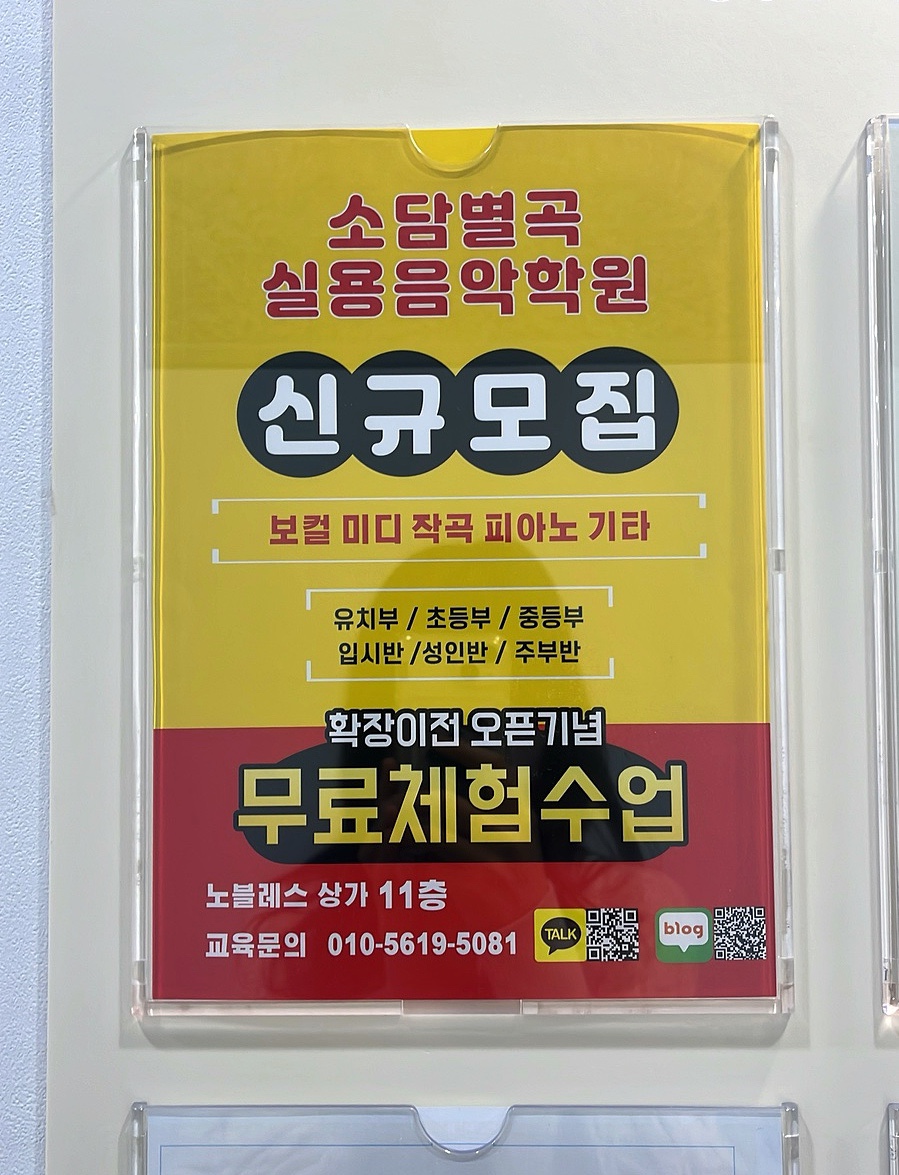 소담별곡
실용음악학원
신규모집
보컬 미디 작곡 피아노 기타
유치부 / 초등부 / 중등부
입시반 /성인반 / 주부반
확장이전 오픈기념
무료체험수업
노블레스 상가 11층
교육문의 010-5619-5081
TALK
blog